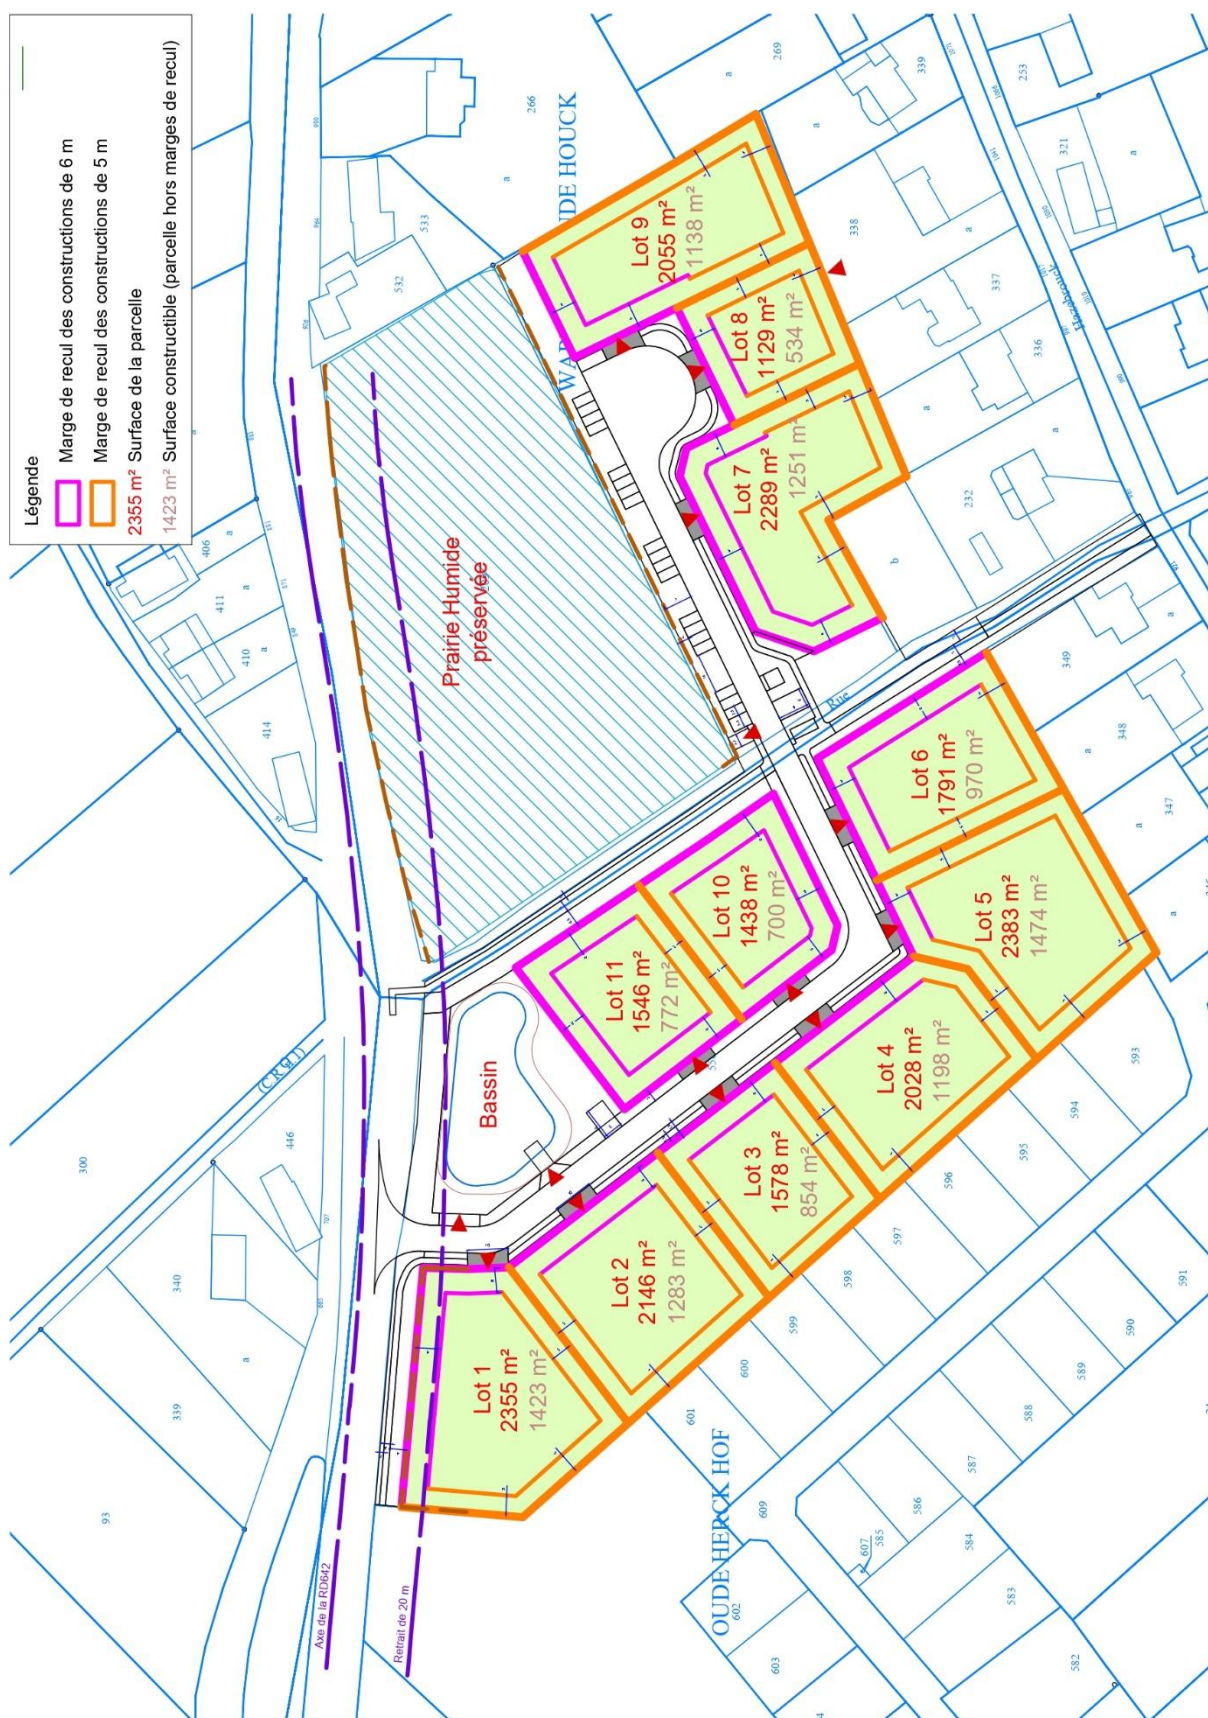 Légende
Marge de recul des constructions de 6 m
Marge de recul des constructions de 5 m
2355 m² Surface de la parcelle
1423 m² Surface constructible (parcelle hors marges de recul)
Axe de la RD642
Retrait de 20 m
Prairie Humide
préservée
Bassin
Lot 1
2355 m²
1423 m²
Lot 2
2146 m²
1283 m²
Lot 3
1578 m²
854 m²
Lot 4
2028 m²
1198 m²
Lot 5
2383 m²
1474 m²
Lot 6
1791 m²
970 m²
Lot 7
2289 m²
1251 m²
Lot 8
1129 m²
534 m²
Lot 9
2055 m²
1138 m²
Lot 10
1438 m²
700 m²
Lot 11
1546 m²
772 m²
OUDE HERCK HOF
DE HOUCK
Rue
Hazebrouck
93
339
340
a
300
446
414
410
a
411
a
406
532
533
266
a
269
a
339
253
321
a
338
a
337
a
336
a
a
232
b
349
a
348
a
347
a
a
593
594
595
596
597
598
599
600
601
609
602
603
607
585
586
587
588
589
590
591
584
583
582